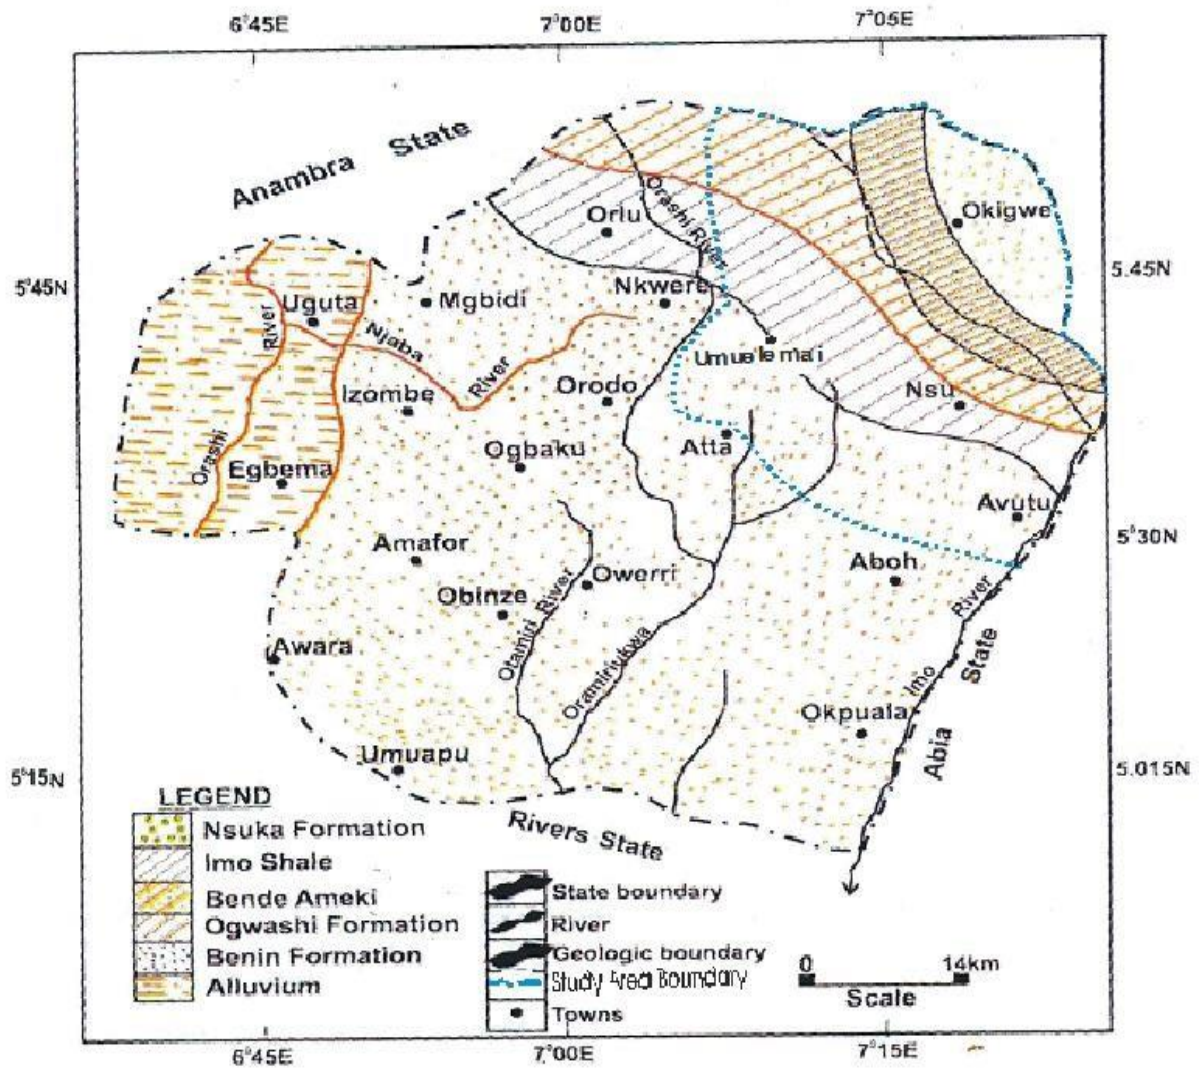 6°45E 7°00E 7°05E
Anambra State
Okigwe
Orlu
Orashi River
5.45N
5°45N
Nkwere
Uguta
Mgbidi
River
Njoba
River
Umuelemai
Izombe
Orodo
Nsu
Atta
Ogbaku
Orashi
Egbema
Avutu
5°30N
Amafor
Aboh
Owerri
Obinze
Otamiri River
River
Awara
State
Imo
Okpuala
Abia
Umuapu
5°15N
5.015N
LEGEND
Nsuka Formation
Imo Shale
Bende Ameki
Ogwashi Formation
Benin Formation
Alluvium
Rivers State
State boundary
River
Geologic boundary
Study Area Boundary
Towns
0 14km
Scale
6°45E 7°00E 7°15E